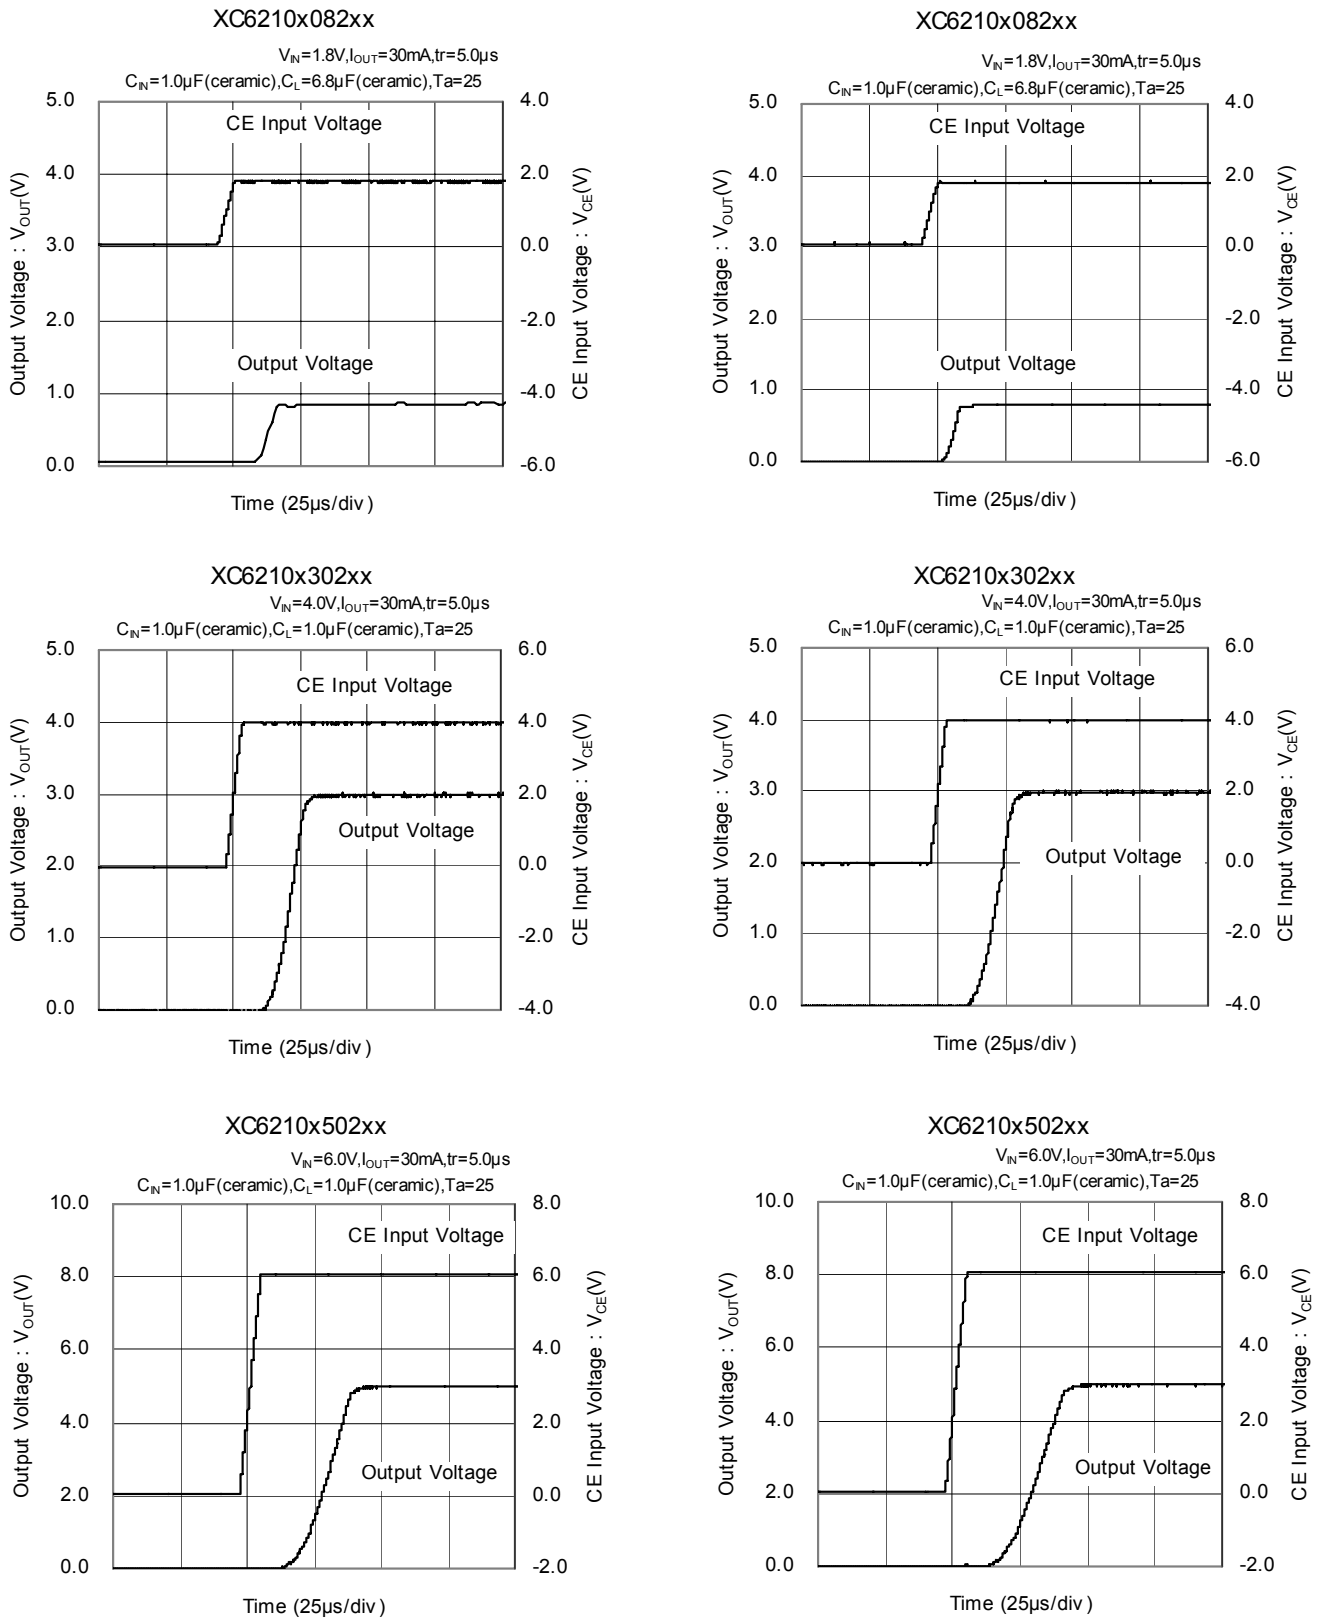 XC6210x082xx
VIN=1.8V,IOUT=30mA,tr=5.0µs
CIN=1.0µF(ceramic),CL=6.8µF(ceramic),Ta=25
5.0
4.0
3.0
2.0
1.0
0.0
4.0
2.0
0.0
-2.0
-4.0
-6.0
Output Voltage : VOUT(V)
CE Input Voltage : VCE(V)
CE Input Voltage
Output Voltage
Time (25µs/div)
XC6210x082xx
VIN=1.8V,IOUT=30mA,tr=5.0µs
CIN=1.0µF(ceramic),CL=6.8µF(ceramic),Ta=25
5.0
4.0
3.0
2.0
1.0
0.0
4.0
2.0
0.0
-2.0
-4.0
-6.0
Output Voltage : VOUT(V)
CE Input Voltage : VCE(V)
CE Input Voltage
Output Voltage
Time (25µs/div)
XC6210x302xx
VIN=4.0V,IOUT=30mA,tr=5.0µs
CIN=1.0µF(ceramic),CL=1.0µF(ceramic),Ta=25
5.0
4.0
3.0
2.0
1.0
0.0
6.0
4.0
2.0
0.0
-2.0
-4.0
Output Voltage : VOUT(V)
CE Input Voltage : VCE(V)
CE Input Voltage
Output Voltage
Time (25µs/div)
XC6210x302xx
VIN=4.0V,IOUT=30mA,tr=5.0µs
CIN=1.0µF(ceramic),CL=1.0µF(ceramic),Ta=25
5.0
4.0
3.0
2.0
1.0
0.0
6.0
4.0
2.0
0.0
-2.0
-4.0
Output Voltage : VOUT(V)
CE Input Voltage : VCE(V)
CE Input Voltage
Output Voltage
Time (25µs/div)
XC6210x502xx
VIN=6.0V,IOUT=30mA,tr=5.0µs
CIN=1.0µF(ceramic),CL=1.0µF(ceramic),Ta=25
10.0
8.0
6.0
4.0
2.0
0.0
8.0
6.0
4.0
2.0
0.0
-2.0
Output Voltage : VOUT(V)
CE Input Voltage : VCE(V)
CE Input Voltage
Output Voltage
Time (25µs/div)
XC6210x502xx
VIN=6.0V,IOUT=30mA,tr=5.0µs
CIN=1.0µF(ceramic),CL=1.0µF(ceramic),Ta=25
10.0
8.0
6.0
4.0
2.0
0.0
8.0
6.0
4.0
2.0
0.0
-2.0
Output Voltage : VOUT(V)
CE Input Voltage : VCE(V)
CE Input Voltage
Output Voltage
Time (25µs/div)